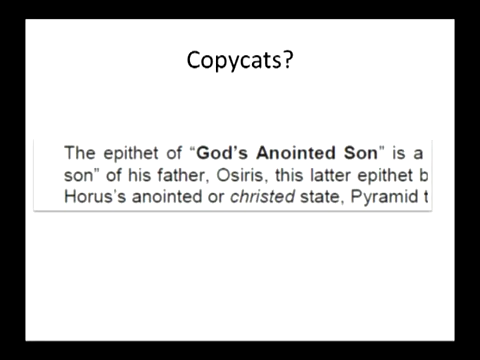 Copycats?
The epithet of “God’s Anointed Son” is a
son” of his father, Osiris, this latter epithet
Horus’s anointed or christed state, Pyramid